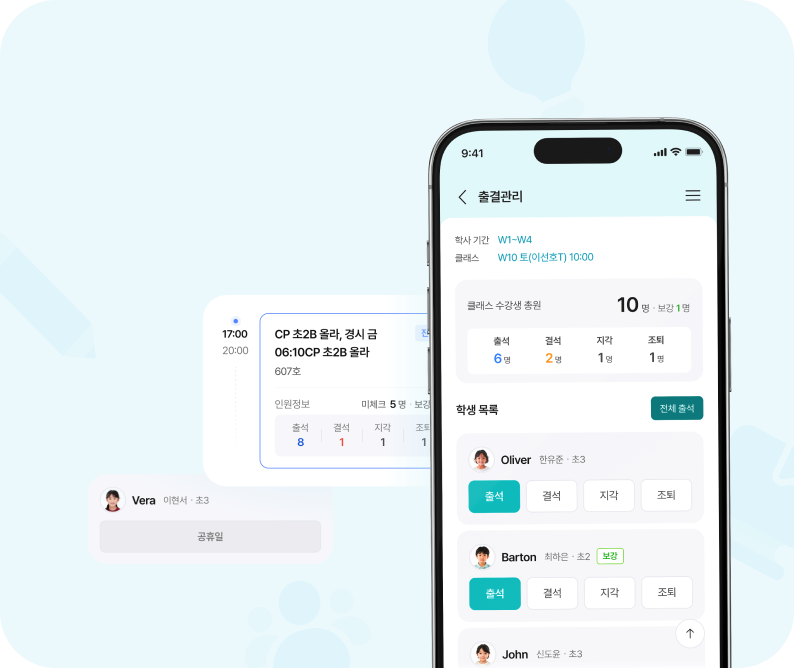 9:41
출결관리
학사 기간 W1~W4
클래스 W10 토(이선호T) 10:00
클래스 수강생 총원 10 명 · 보강 1 명
출석 결석 지각 조퇴
6 명 2 명 1 명 1 명
학생 목록 전체 출석
Oliver 한유준 · 초3
출석 결석 지각 조퇴
Barton 최하은 · 초2 보강
출석 결석 지각 조퇴
John 신도윤 · 초3
17:00
20:00
CP 초2B 올라, 경시 금
06:10CP 초2B 올라
607호
인원정보 미체크 5 명 · 보강
출석 결석 지각 조퇴
8 1 1 1
Vera 이현서 · 초3
공휴일